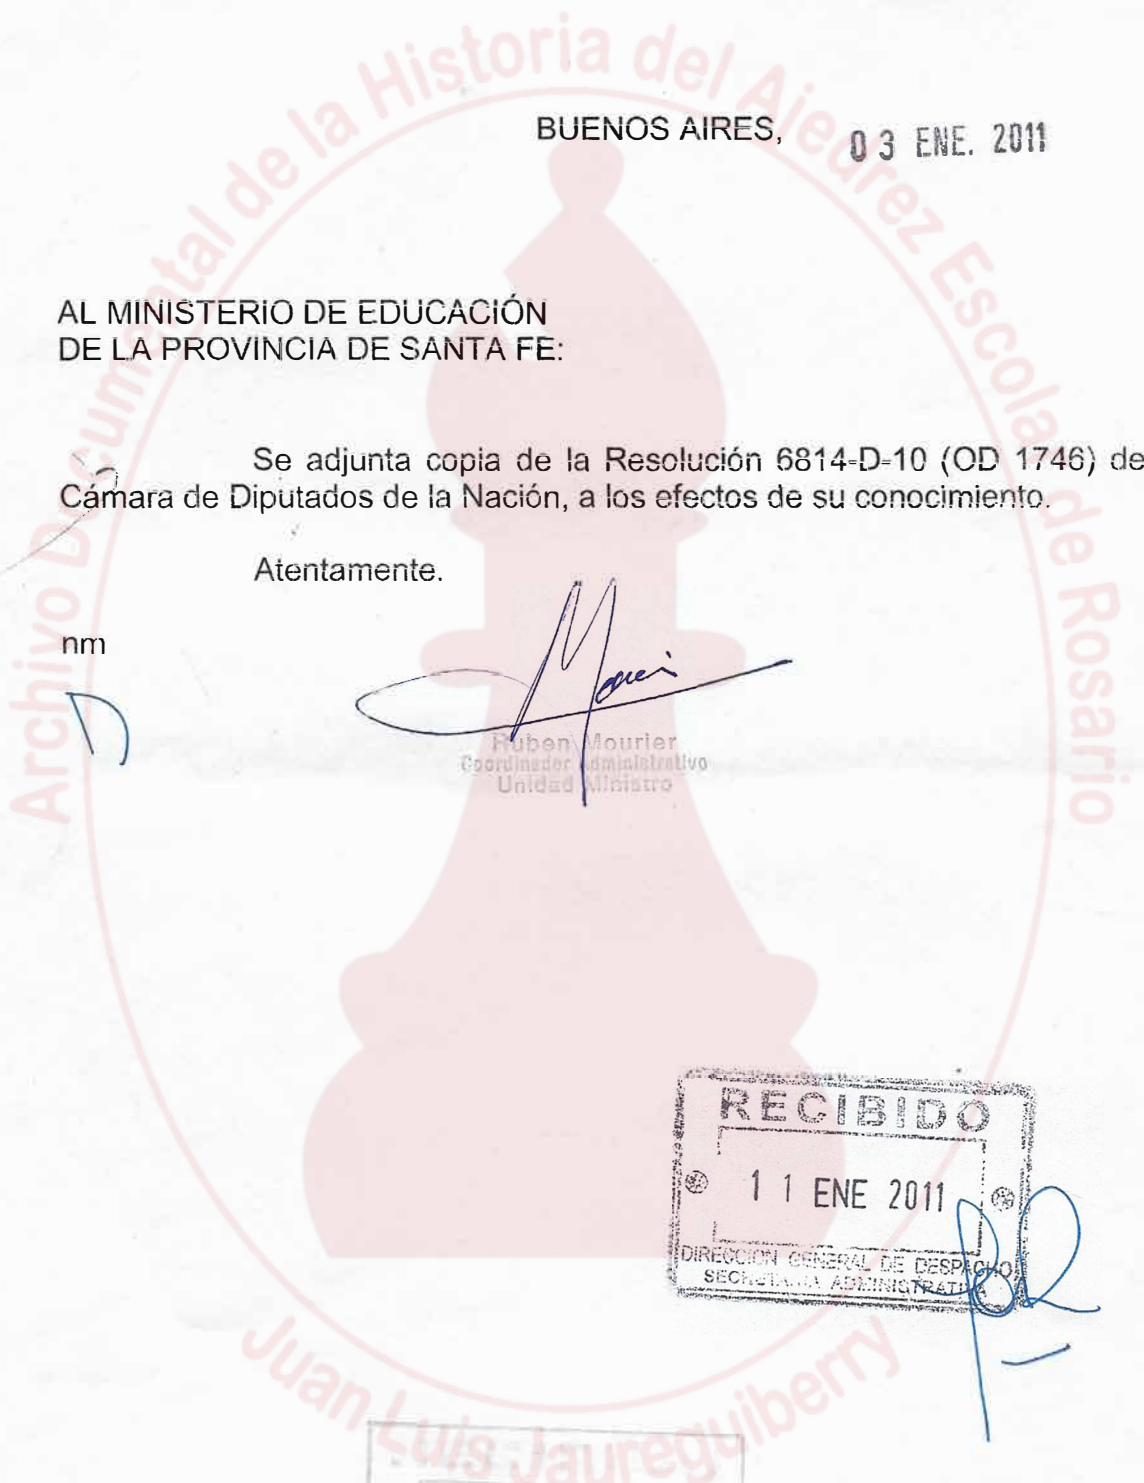 Archivo Documental de la Historia del Ajedrez Escolar de Rosario
BUENOS AIRES, 03 ENE. 2011
AL MINISTERIO DE EDUCACIÓN
DE LA PROVINCIA DE SANTA FE:
Se adjunta copia de la Resolución 6814-D-10 (OD 1746) de
Cámara de Diputados de la Nación, a los efectos de su conocimiento.
Atentamente.
nm
Ruben Mourier
Coordinador Administrativo
Unidad Ministro
RECIBIDO
11 ENE 2011
DIRECCION GENERAL DE DESPACHO
SECRETARIA ADMINISTRATIVA
Juan Luis Jaureguiberry